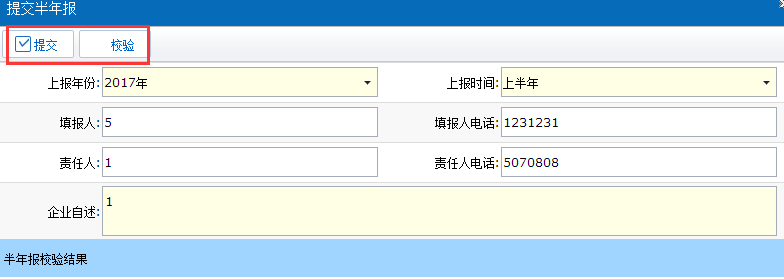 提交半年报
提交 校验
上报年份: 2017年 上报时间: 上半年
填报人: 5 填报人电话: 1231231
责任人: 1 责任人电话: 5070808
企业自述: 1
半年报校验结果